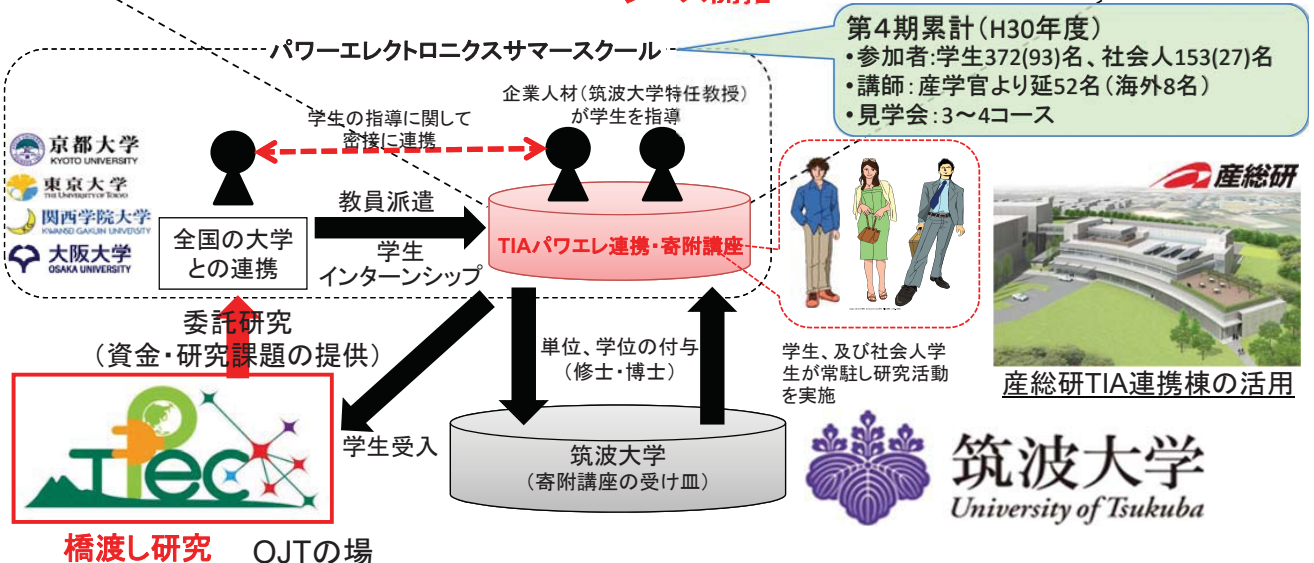 パワーエレクトロニクスサマースクール
第4期累計(H30年度)
•参加者:学生372(93)名、社会人153(27)名
•講師:産学官より延52名(海外8名)
•見学会:3~4コース
学生の指導に関して
密接に連携
企業人材(筑波大学特任教授)
が学生を指導
京都大学
KYOTO UNIVERSITY
東京大学
THE UNIVERSITY OF TOKYO
関西学院大学
KWANSEI GAKUIN UNIVERSITY
大阪大学
OSAKA UNIVERSITY
全国の大学
との連携
教員派遣
学生
インターンシップ
TIAパワエレ連携・寄附講座
産総研
委託研究
(資金・研究課題の提供)
単位、学位の付与
(修士・博士)
学生、及び社会人学
生が常駐し研究活動
を実施
産総研TIA連携棟の活用
TPEC
学生受入
筑波大学
(寄附講座の受け皿)
筑波大学
University of Tsukuba
橋渡し研究
OJTの場